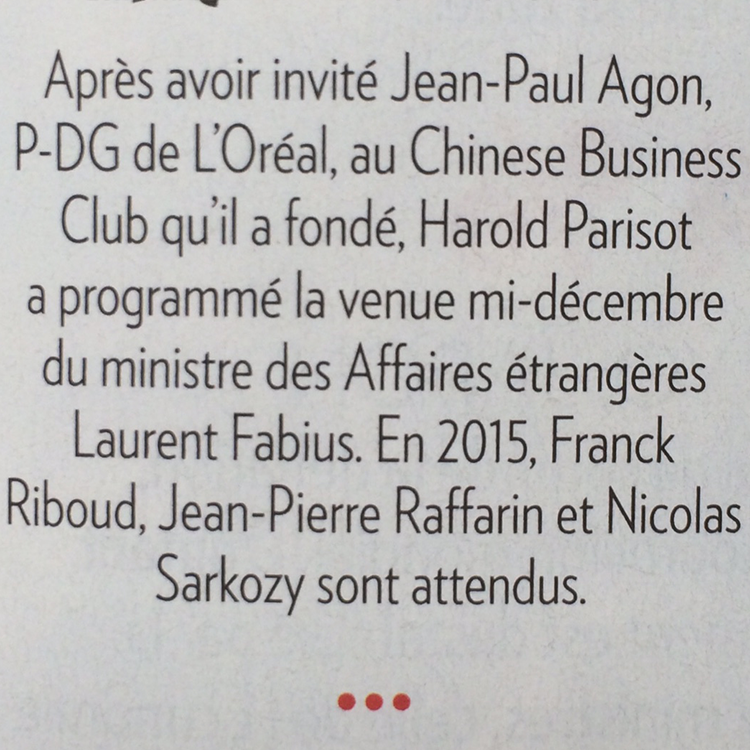 Après avoir invité Jean-Paul Agon,
P-DG de L'Oréal, au Chinese Business
Club qu'il a fondé, Harold Parisot
a programmé la venue mi-décembre
du ministre des Affaires étrangères
Laurent Fabius. En 2015, Franck
Riboud, Jean-Pierre Raffarin et Nicolas
Sarkozy sont attendus.